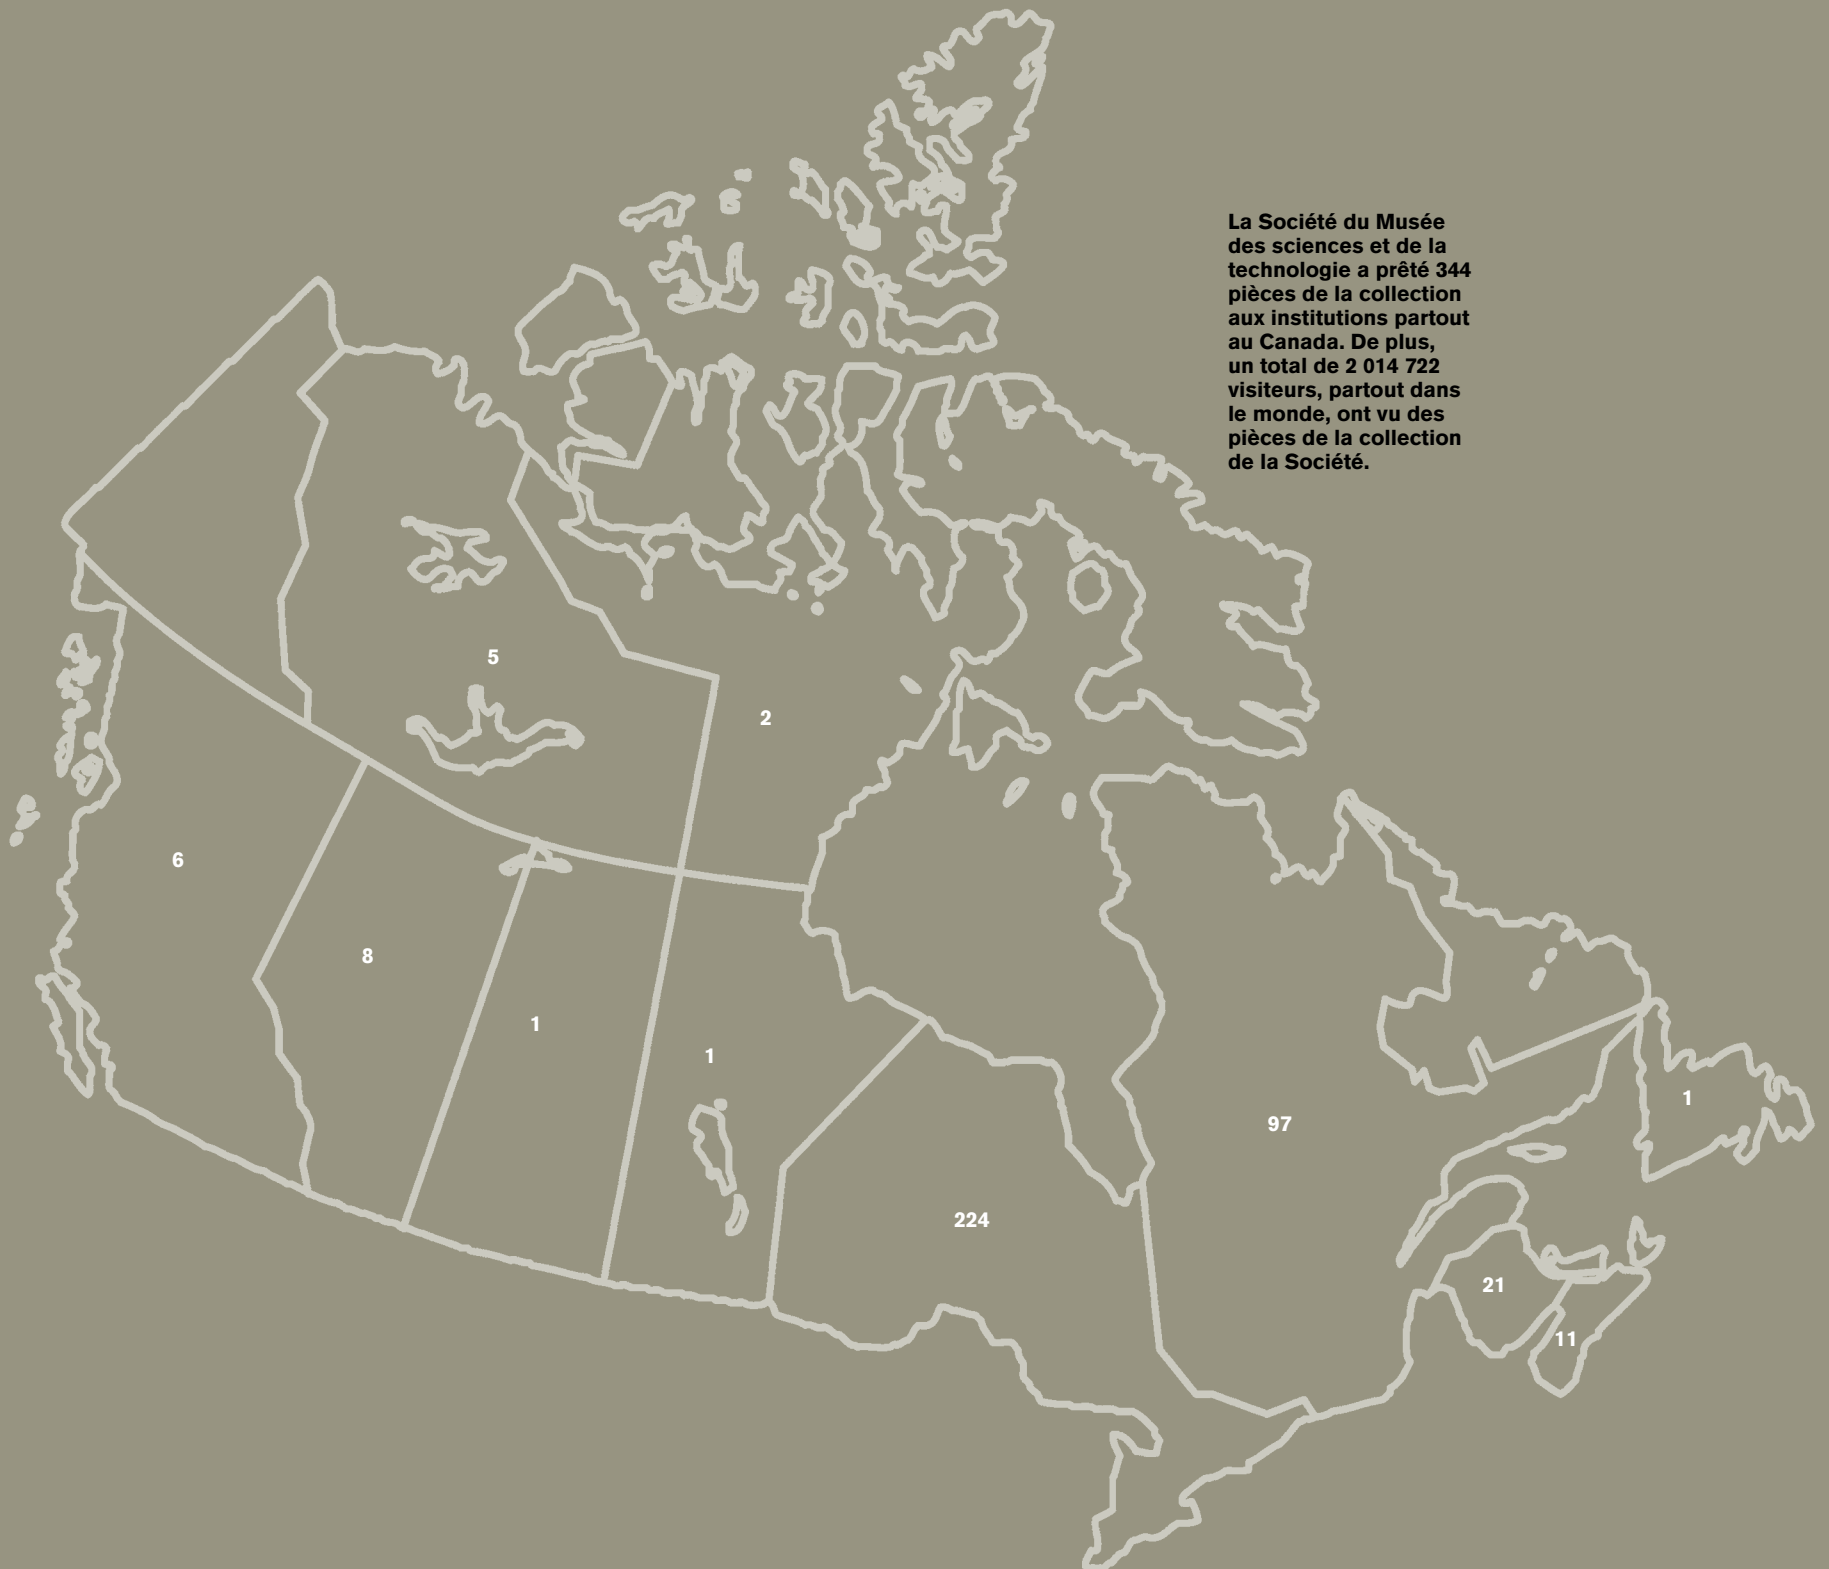 La Société du Musée
des sciences et de la
technologie a prêté 344
pièces de la collection
aux institutions partout
au Canada. De plus,
un total de 2 014 722
visiteurs, partout dans
le monde, ont vu des
pièces de la collection
de la Société.
5
2
6
8
1
1
97
1
224
21
11